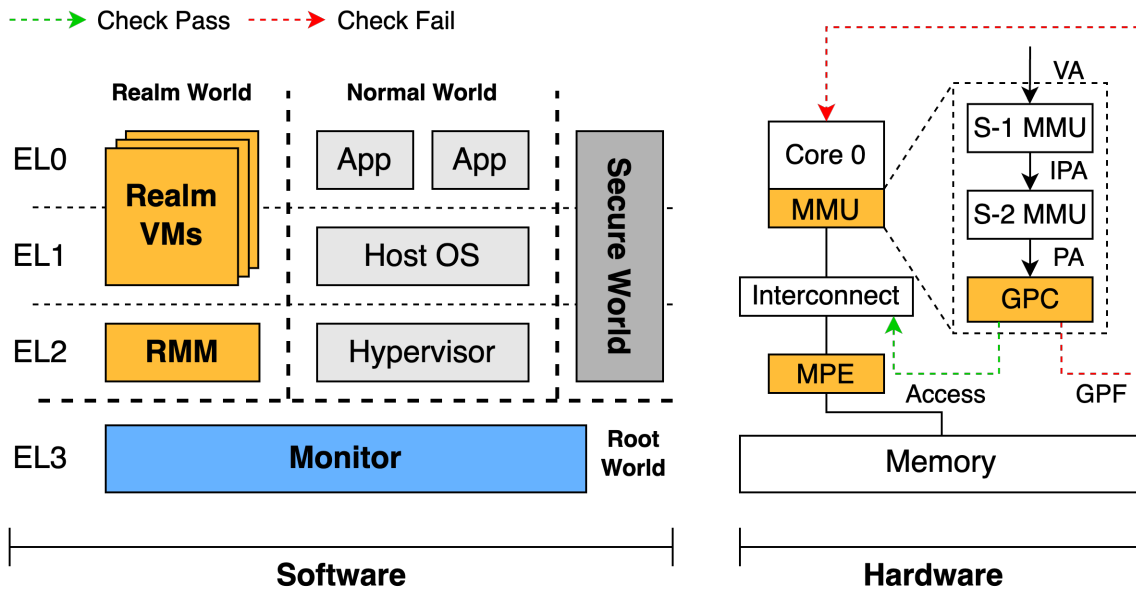 Check Pass
Check Fail
Realm World
Normal World
EL0
EL1
EL2
EL3
Realm
VMs
RMM
App
App
Host OS
Hypervisor
Secure World
Monitor
Root
World
Software
Core 0
MMU
Interconnect
MPE
Memory
VA
S-1 MMU
IPA
S-2 MMU
PA
GPC
Access
GPF
Hardware